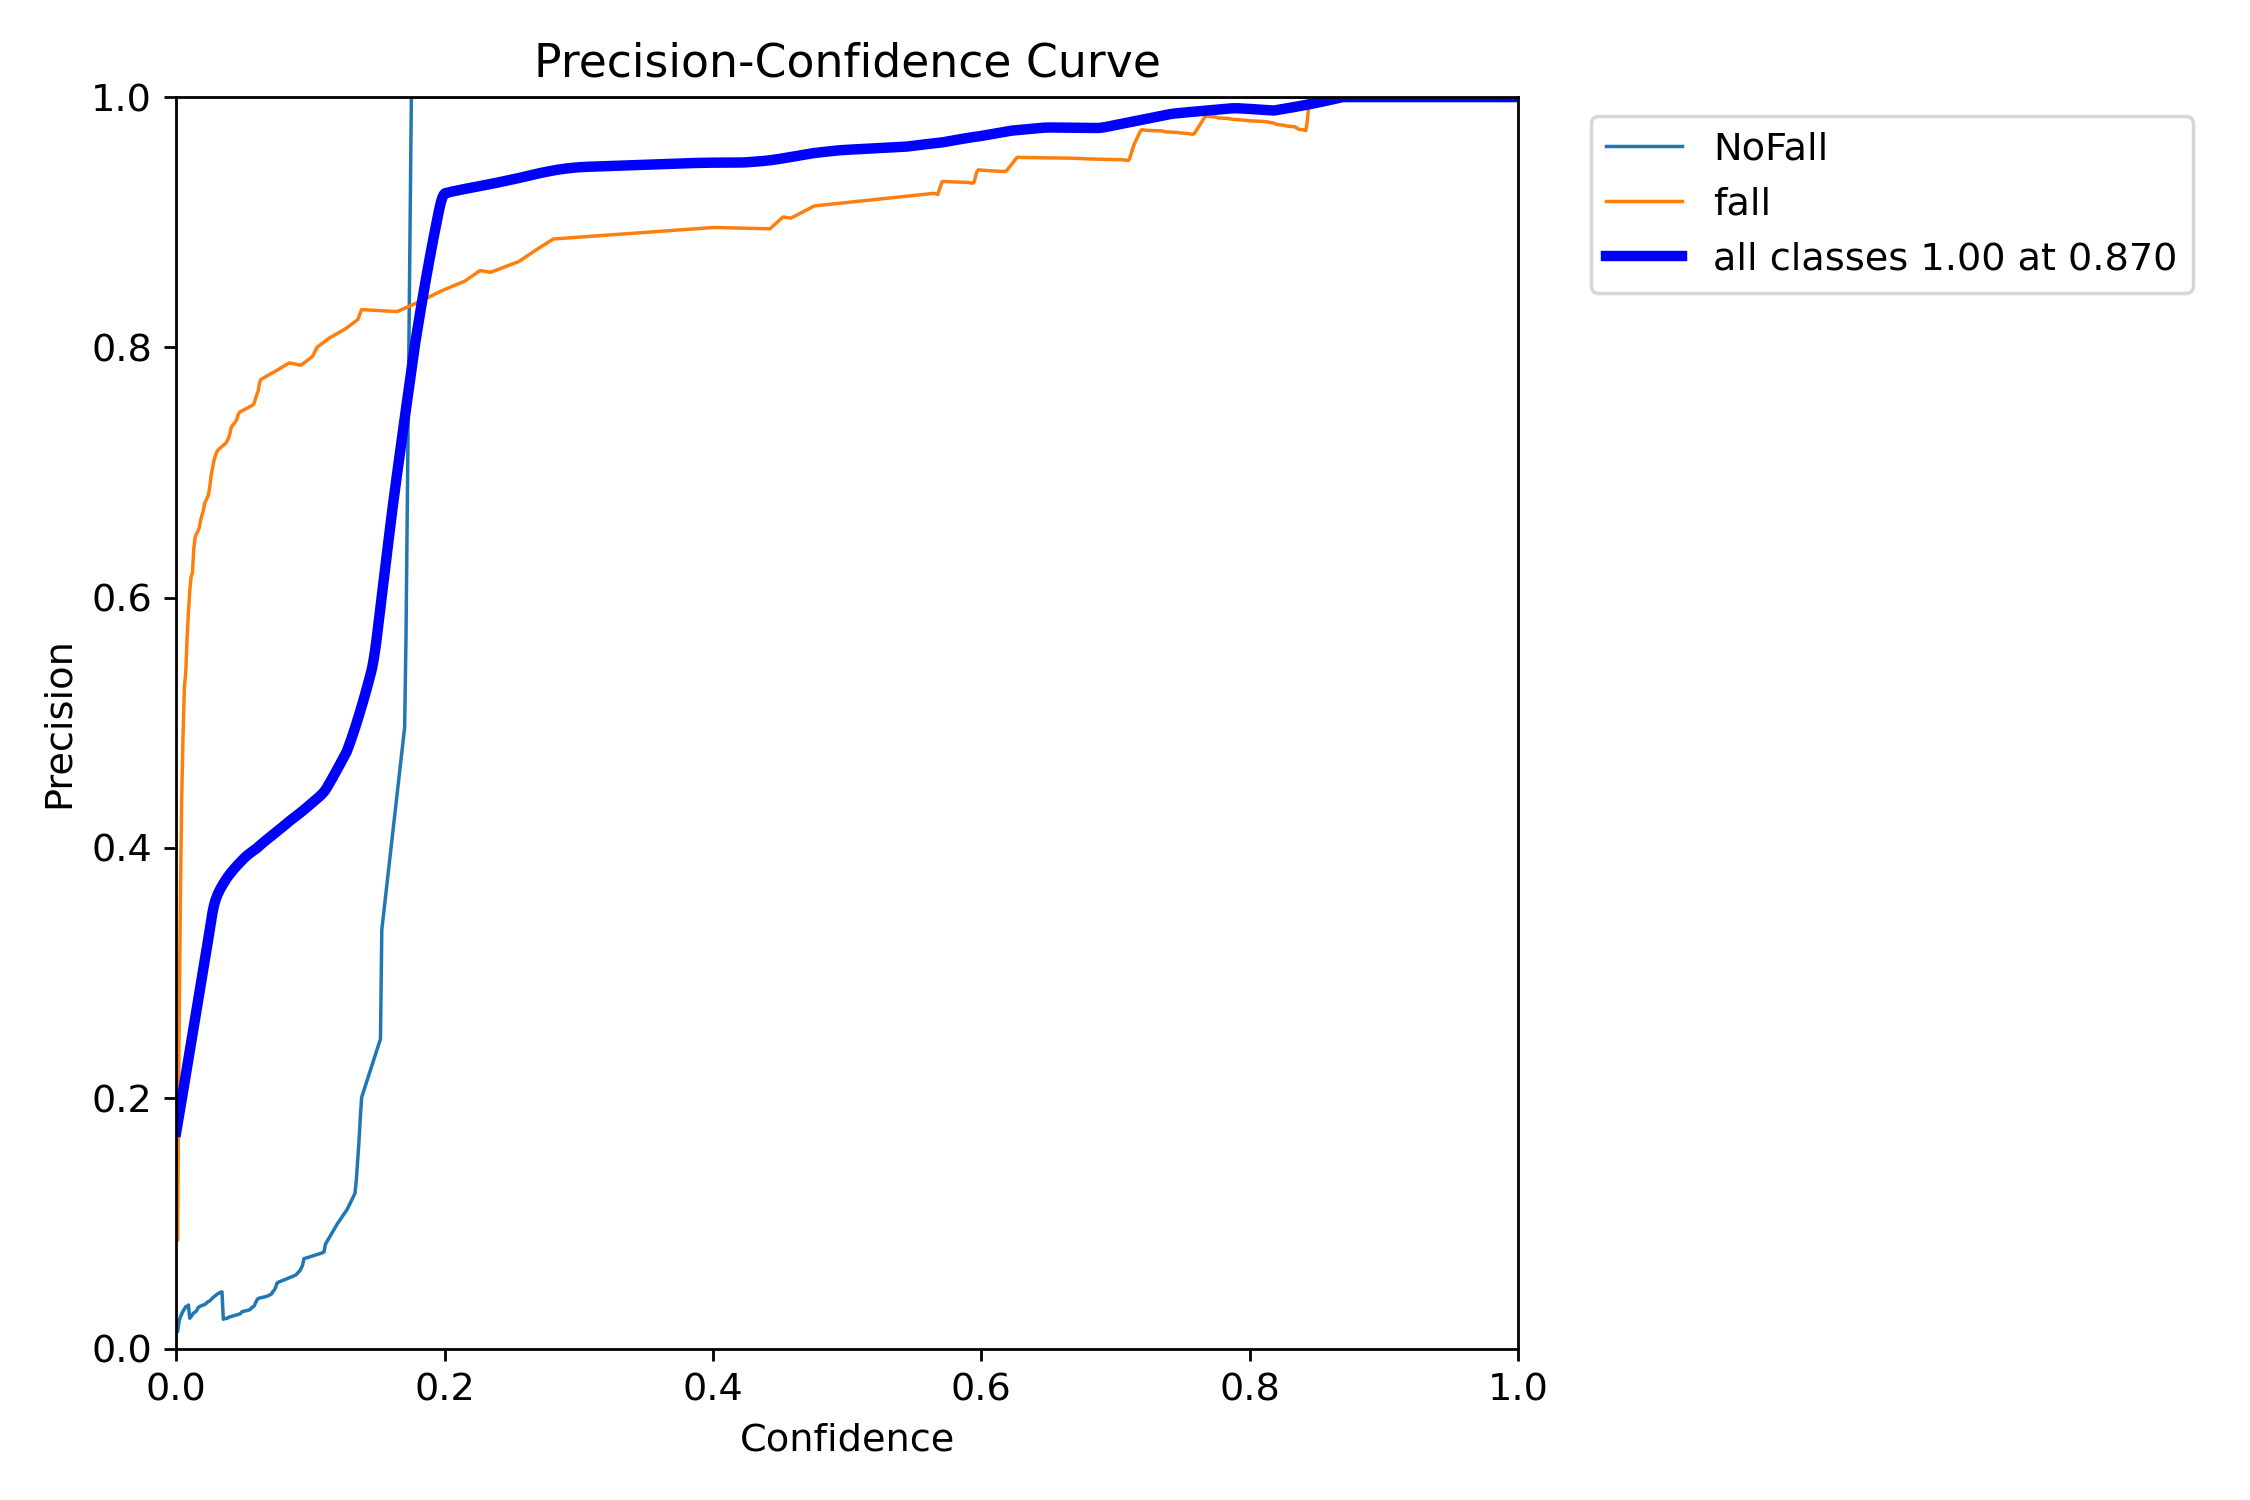 Precision-Confidence Curve
1.0
0.8
0.6
0.4
0.2
0.0
Precision
0.0 0.2 0.4 0.6 0.8 1.0
Confidence
NoFall
fall
all classes 1.00 at 0.870